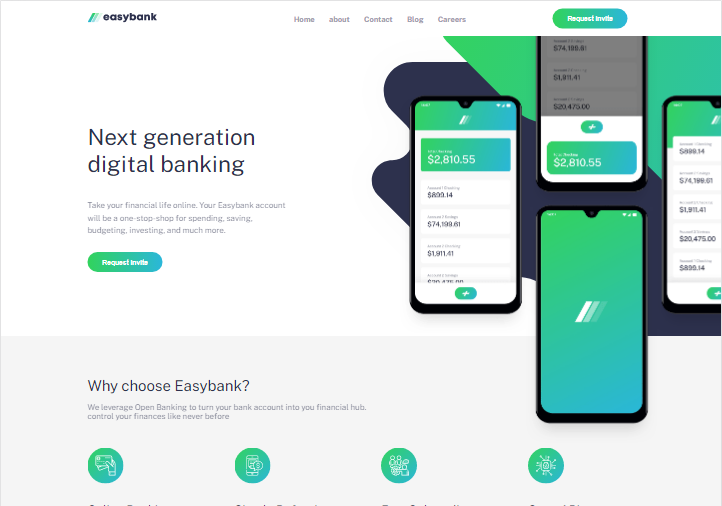 easybank
Home about Contact Blog Careers
Request Invite
Next generation
digital banking
Take your financial life online. Your Easybank account
will be a one-stop-shop for spending, saving,
budgeting, investing, and much more.
Request Invite
$2,810.55
$899.14
$74,199.61
$1,911.41
$20,475.00
$74,199.61
$1,911.41
$20,475.00
$2,810.55
$899.14
$74,199.61
$1,911.41
$20,475.00
$899.14
Why choose Easybank?
We leverage Open Banking to turn your bank account into you financial hub.
control your finances like never before